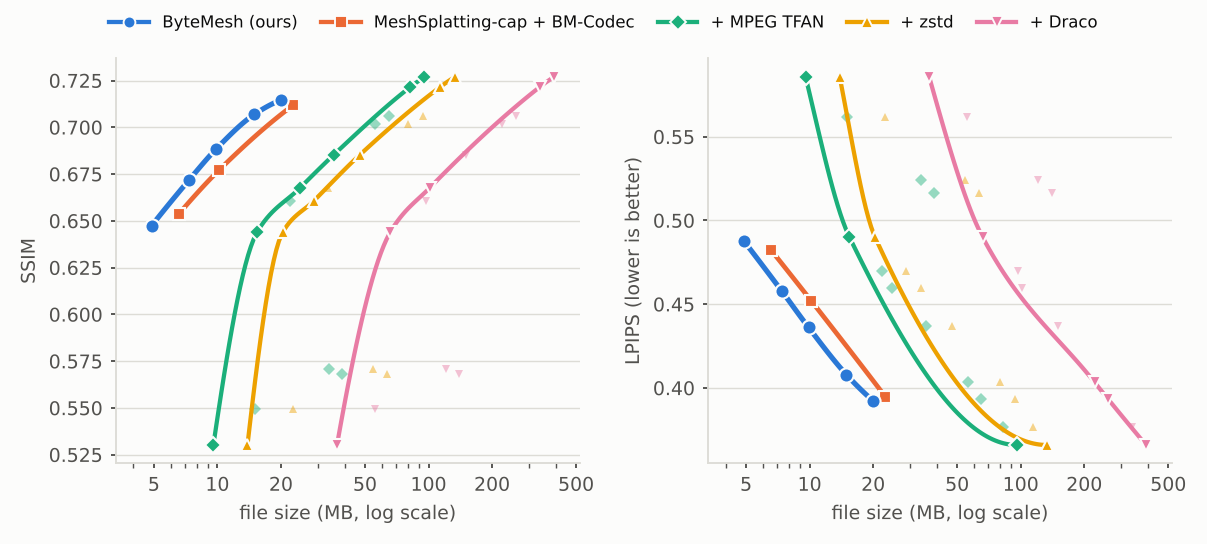 ByteMesh (ours) MeshSplatting-cap + BM-Codec + MPEG TFAN + zstd + Draco
SSIM
0.725
0.700
0.675
0.650
0.625
0.600
0.575
0.550
0.525
5 10 20 50 100 200 500
file size (MB, log scale)
LPIPS (lower is better)
0.55
0.50
0.45
0.40
5 10 20 50 100 200 500
file size (MB, log scale)